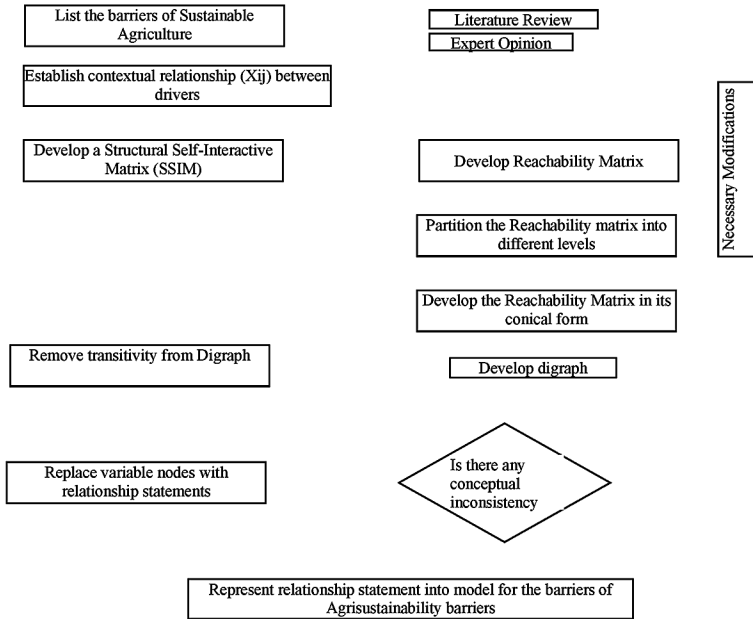 List the barriers of Sustainable
Agriculture
Literature Review
Expert Opinion
Establish contextual relationship (Xij) between
drivers
Develop a Structural Self-Interactive
Matrix (SSIM)
Develop Reachability Matrix
Necessary Modifications
Partition the Reachability matrix into
different levels
Develop the Reachability Matrix in its
conical form
Remove transitivity from Digraph
Develop digraph
Replace variable nodes with
relationship statements
Is there any
conceptual
inconsistency
Represent relationship statement into model for the barriers of
Agrisustainability barriers